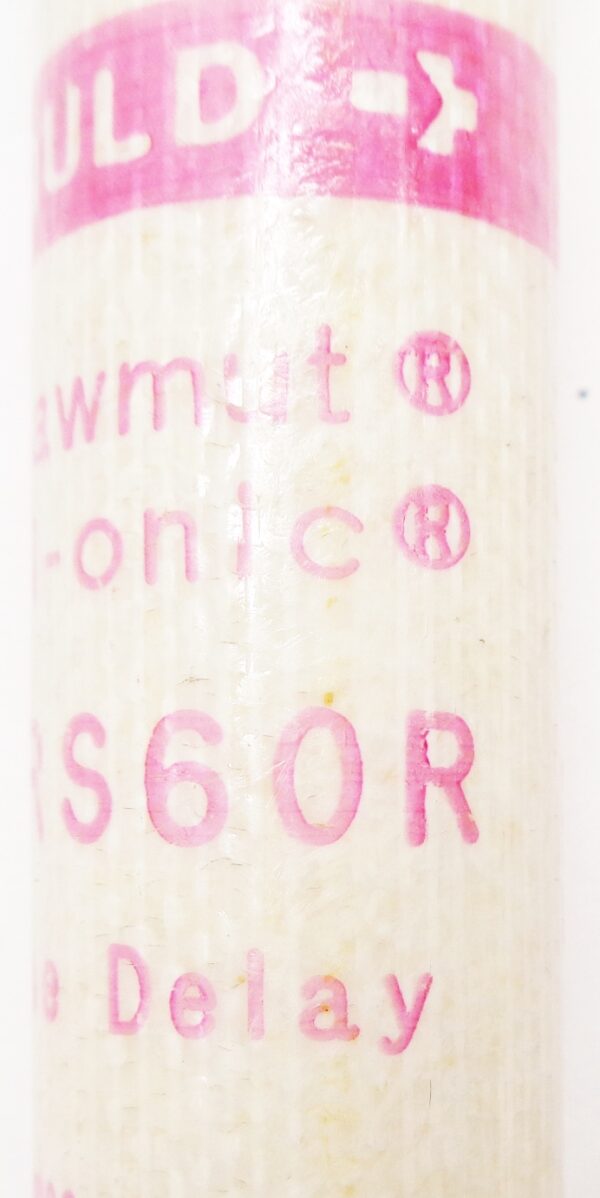 ULD
awmut®
-onic®
RS60R
e Delay